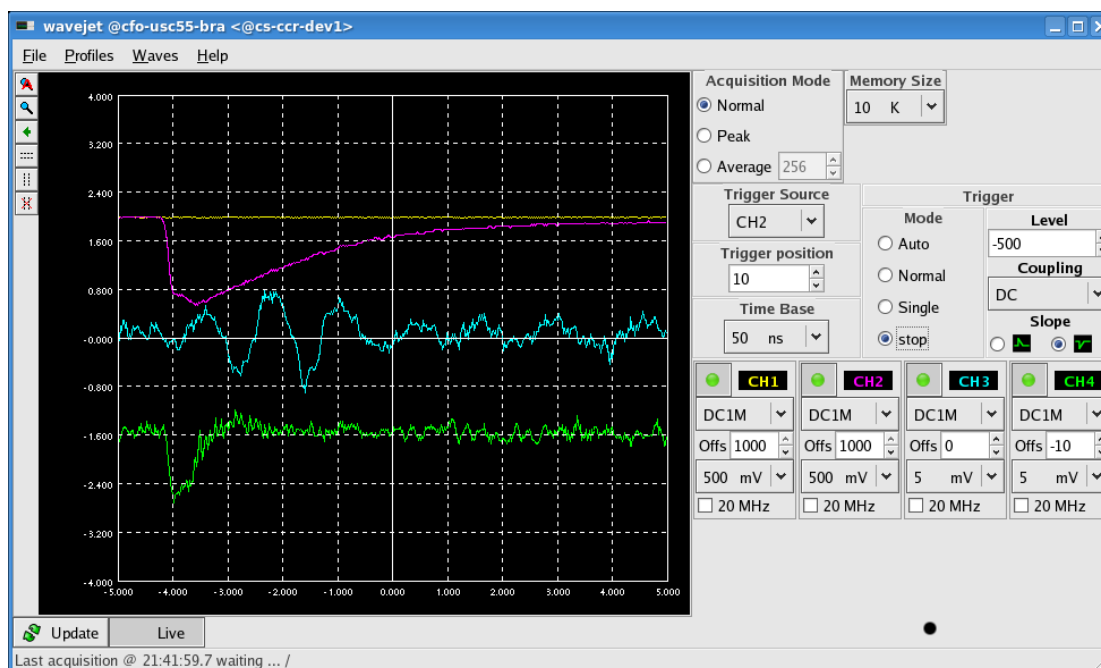 wavejet @cfo-usc55-bra <@cs-ccr-dev1>
File Profiles Waves Help
Acquisition Mode Memory Size
Normal 10 K
Peak
Average 256
Trigger Source Trigger
CH2 Mode Level
Auto -500
Trigger position Normal Coupling
10 Single DC
Time Base Slope
50 ns stop
CH1 CH2 CH3 CH4
DC1M DC1M DC1M DC1M
Offs 1000 Offs 1000 Offs 0 Offs -10
500 mV 500 mV 5 mV 5 mV
20 MHz 20 MHz 20 MHz 20 MHz
4.000
3.200
2.400
1.600
0.800
-0.000
-0.800
-1.600
-2.400
-3.200
-4.000
-5.000 -4.000 -3.000 -2.000 -1.000 0.000 1.000 2.000 3.000 4.000 5.000
Update Live
Last acquisition @ 21:41:59.7 waiting ... /